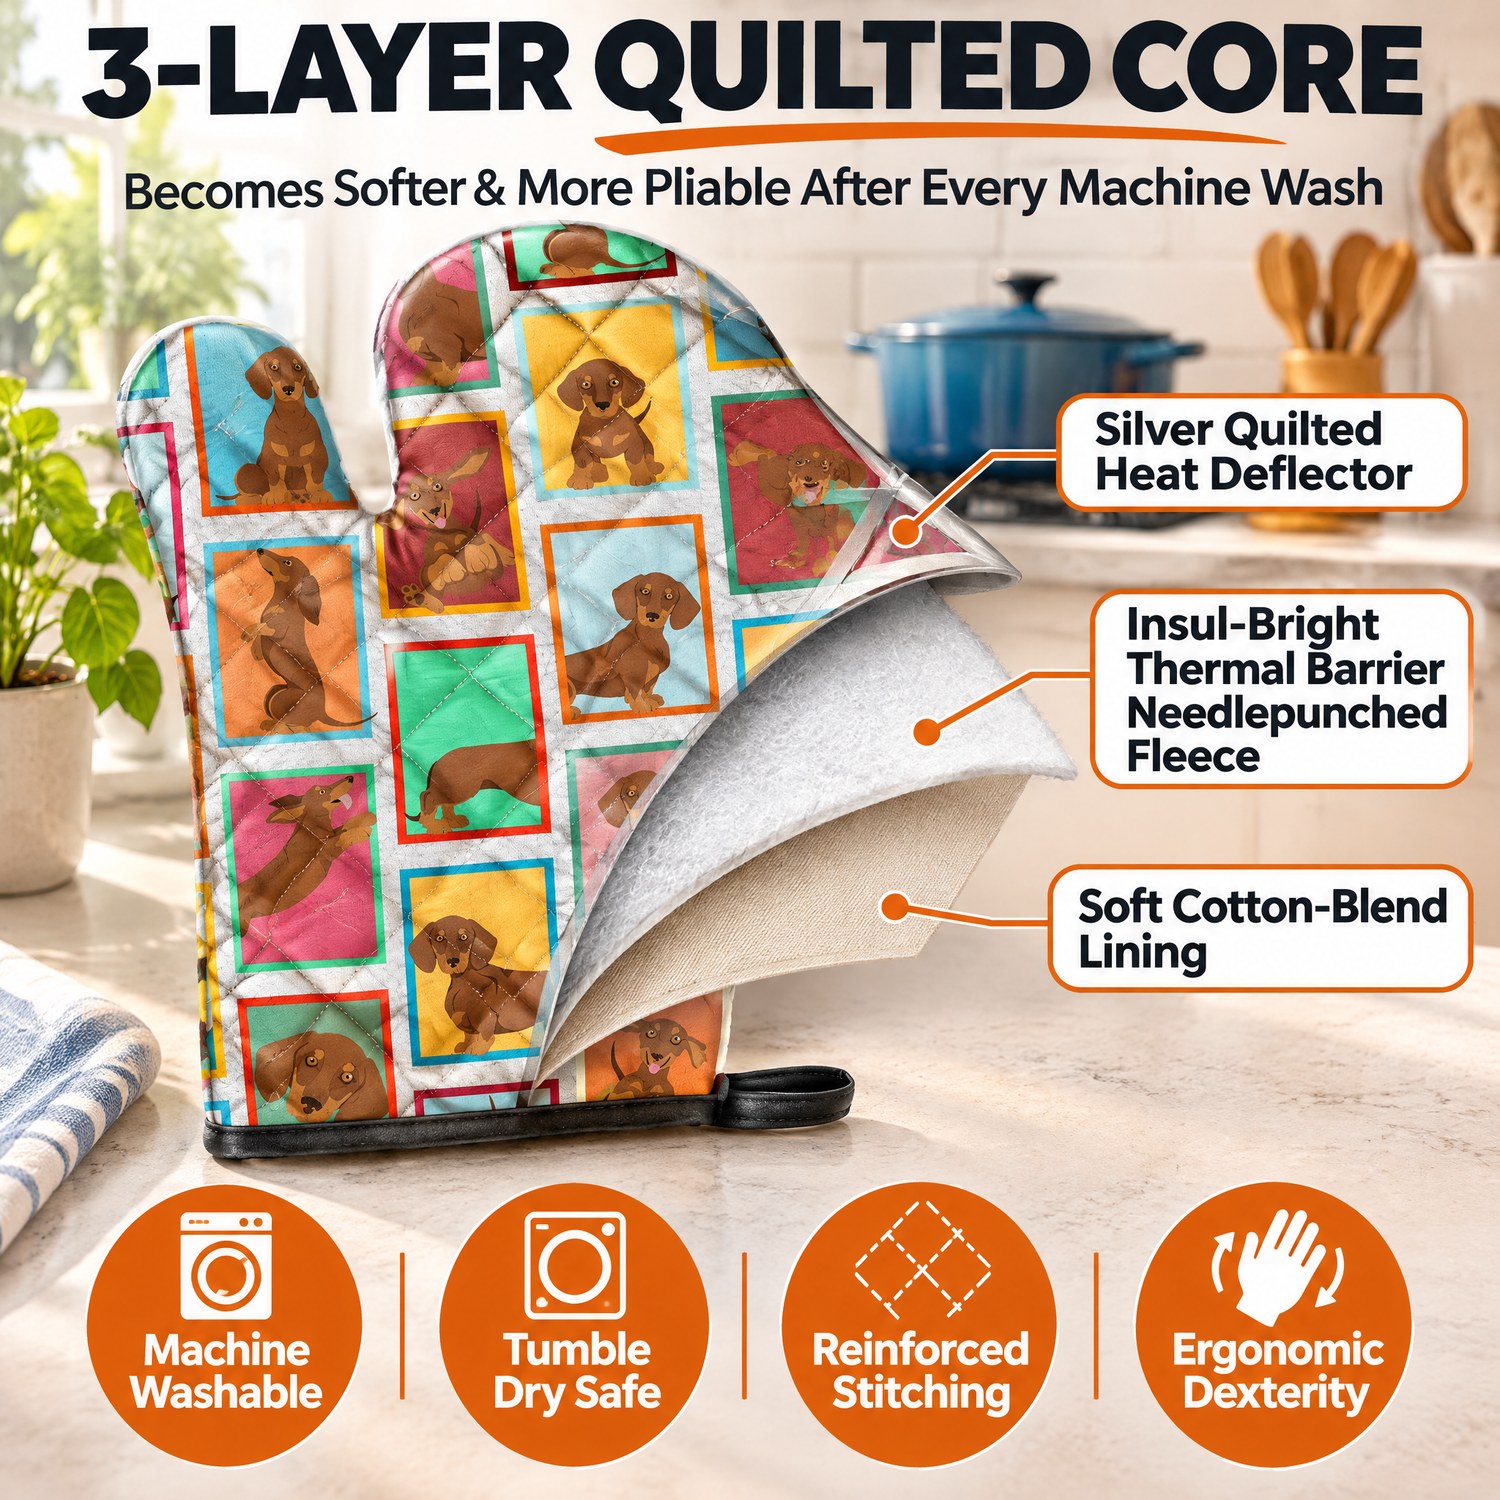 3-LAYER QUILTED CORE
Becomes Softer & More Pliable After Every Machine Wash
Silver Quilted
Heat Deflector
Insul-Bright
Thermal Barrier
Needlepunched
Fleece
Soft Cotton-Blend
Lining
Machine
Washable
Tumble
Dry Safe
Reinforced
Stitching
Ergonomic
Dexterity